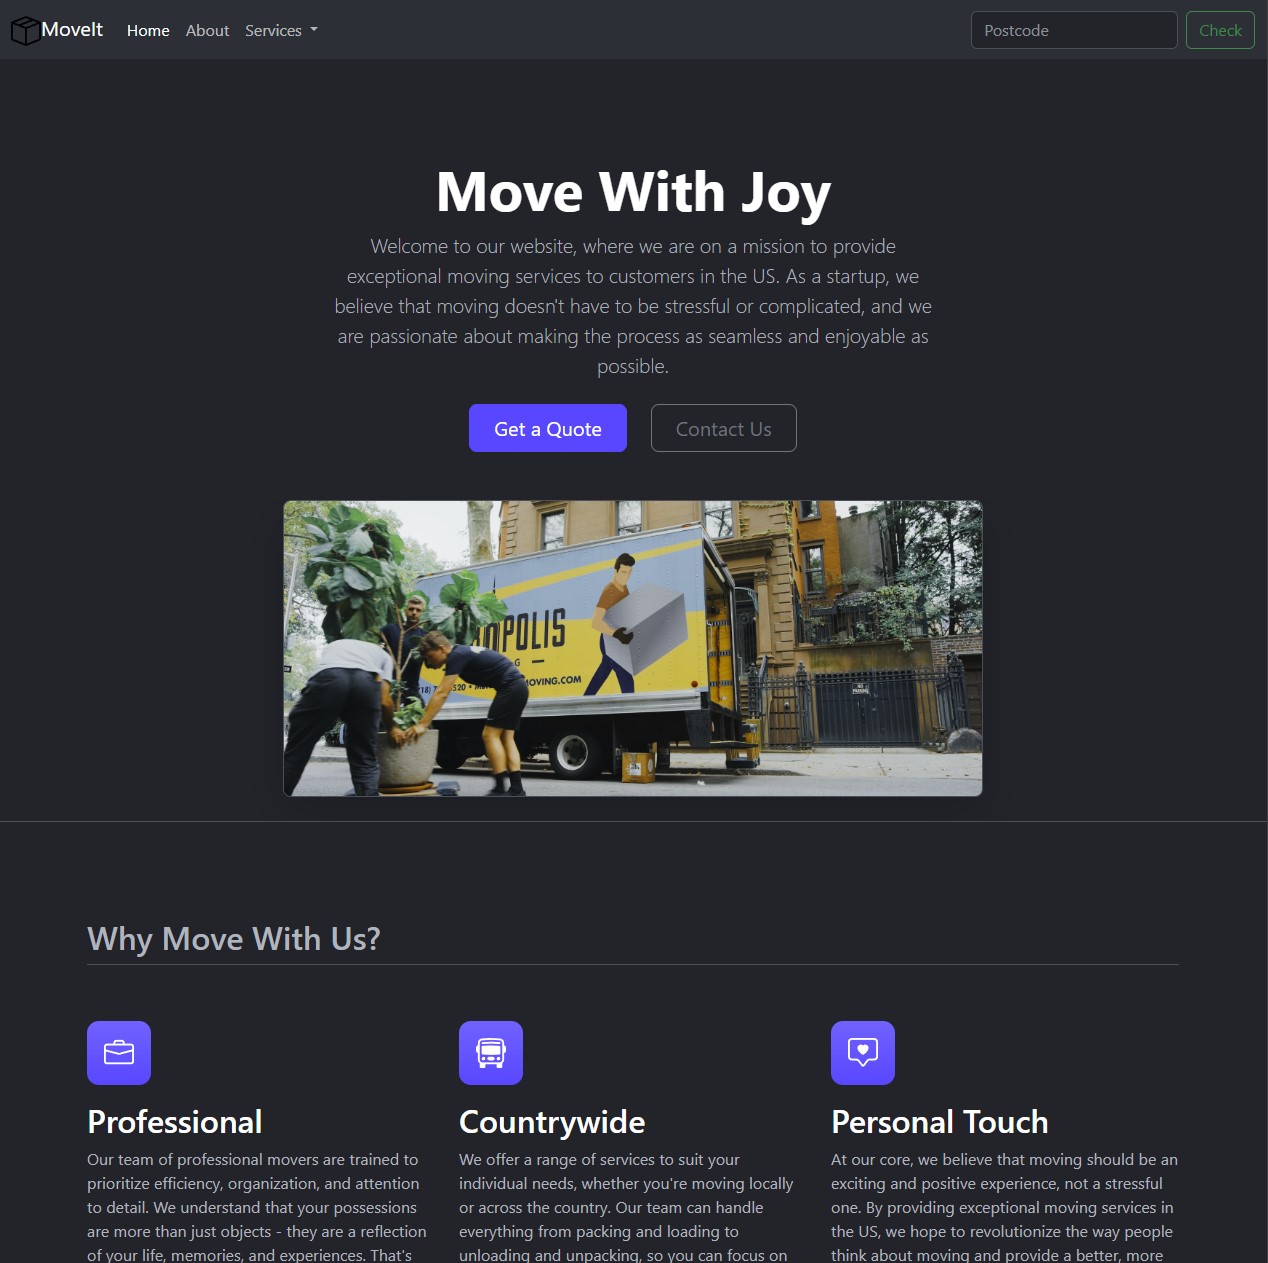 MoveIt Home About Services Postcode Check
Move With Joy
Welcome to our website, where we are on a mission to provide
exceptional moving services to customers in the US. As a startup, we
believe that moving doesn't have to be stressful or complicated, and we
are passionate about making the process as seamless and enjoyable as
possible.
Get a Quote Contact Us
OPOLIS
MOVING.COM
NO
PARKING
Why Move With Us?
Professional
Our team of professional movers are trained to
prioritize efficiency, organization, and attention
to detail. We understand that your possessions
are more than just objects - they are a reflection
of your life, memories, and experiences. That's
Countrywide
We offer a range of services to suit your
individual needs, whether you're moving locally
or across the country. Our team can handle
everything from packing and loading to
unloading and unpacking, so you can focus on
Personal Touch
At our core, we believe that moving should be an
exciting and positive experience, not a stressful
one. By providing exceptional moving services in
the US, we hope to revolutionize the way people
think about moving and provide a better, more